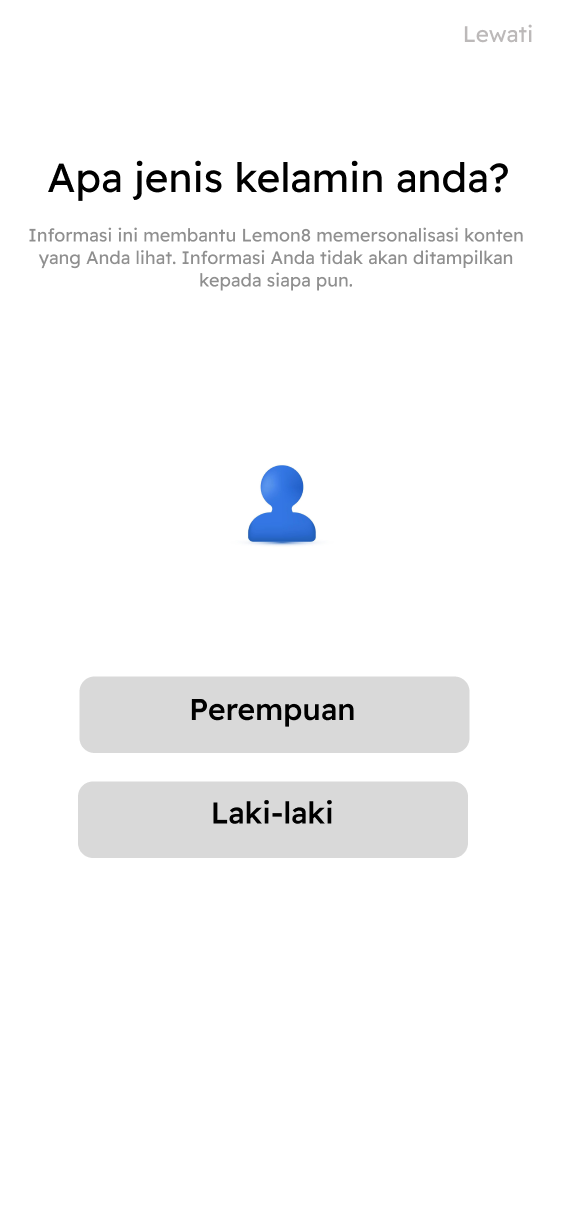 Lewati
Apa jenis kelamin anda?
Informasi ini membantu Lemon8 memersonalisasi konten
yang Anda lihat. Informasi Anda tidak akan ditampilkan
kepada siapa pun.
Perempuan
Laki-laki